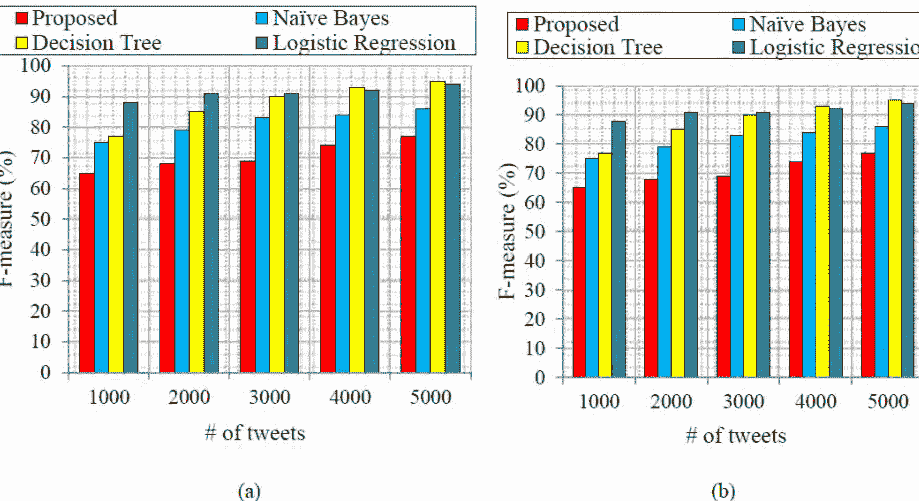 Proposed Naïve Bayes
Decision Tree Logistic Regression
100
90
80
70
60
50
40
30
20
10
0
F-measure (%)
1000 2000 3000 4000 5000
# of tweets
(a)
Proposed Naïve Bayes
Decision Tree Logistic Regression
100
90
80
70
60
50
40
30
20
10
0
F-measure (%)
1000 2000 3000 4000 5000
# of tweets
(b)